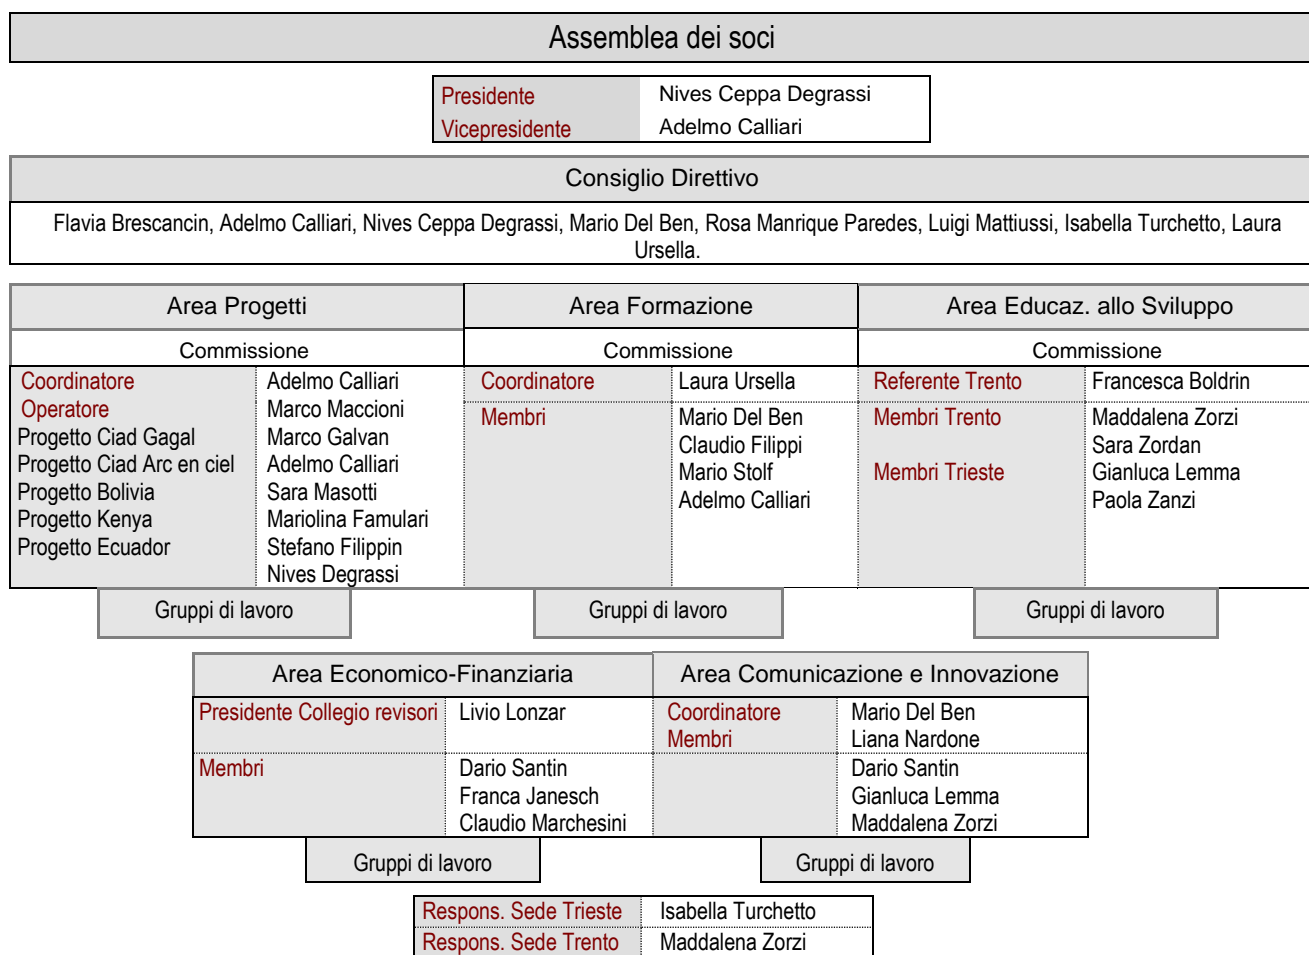 Assemblea dei soci
Presidente Nives Ceppa Degrassi
Vicepresidente Adelmo Calliari
Consiglio Direttivo
Flavia Brescancin, Adelmo Calliari, Nives Ceppa Degrassi, Mario Del Ben, Rosa Manrique Paredes, Luigi Mattiussi, Isabella Turchetto, Laura
Ursella.
Area Progetti
Commissione
Coordinatore Adelmo Calliari
Operatore Marco Maccioni
Progetto Ciad Gagal Marco Galvan
Progetto Ciad Arc en ciel Adelmo Calliari
Progetto Bolivia Sara Masotti
Progetto Kenya Mariolina Famulari
Progetto Ecuador Stefano Filippin
Nives Degrassi
Gruppi di lavoro
Area Formazione
Commissione
Coordinatore Laura Ursella
Membri Mario Del Ben
Claudio Filippi
Mario Stolf
Adelmo Calliari
Gruppi di lavoro
Area Educaz. allo Sviluppo
Commissione
Referente Trento Francesca Boldrin
Membri Trento Maddalena Zorzi
Sara Zordan
Membri Trieste Gianluca Lemma
Paola Zanzi
Gruppi di lavoro
Area Economico-Finanziaria
Presidente Collegio revisori Livio Lonzar
Membri Dario Santin
Franca Janesch
Claudio Marchesini
Gruppi di lavoro
Area Comunicazione e Innovazione
Coordinatore Mario Del Ben
Membri Liana Nardone
Dario Santin
Gianluca Lemma
Maddalena Zorzi
Gruppi di lavoro
Respons. Sede Trieste Isabella Turchetto
Respons. Sede Trento Maddalena Zorzi